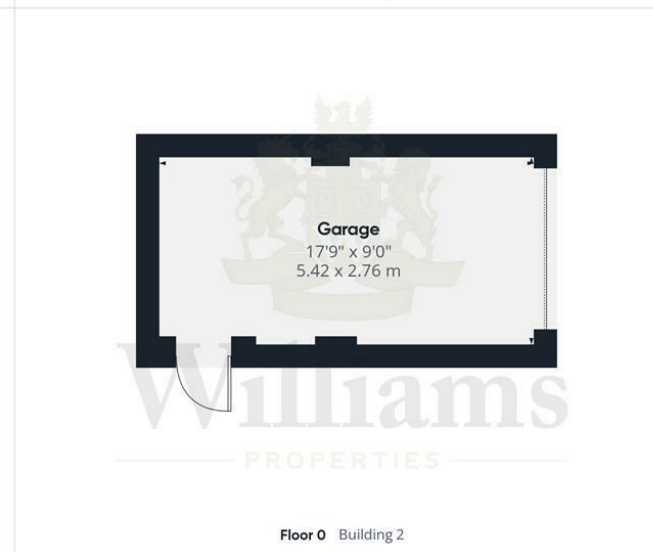 Garage
17'9" x 9'0"
5.42 x 2.76 m
Williams
PROPERTIES
Floor 0 Building 2